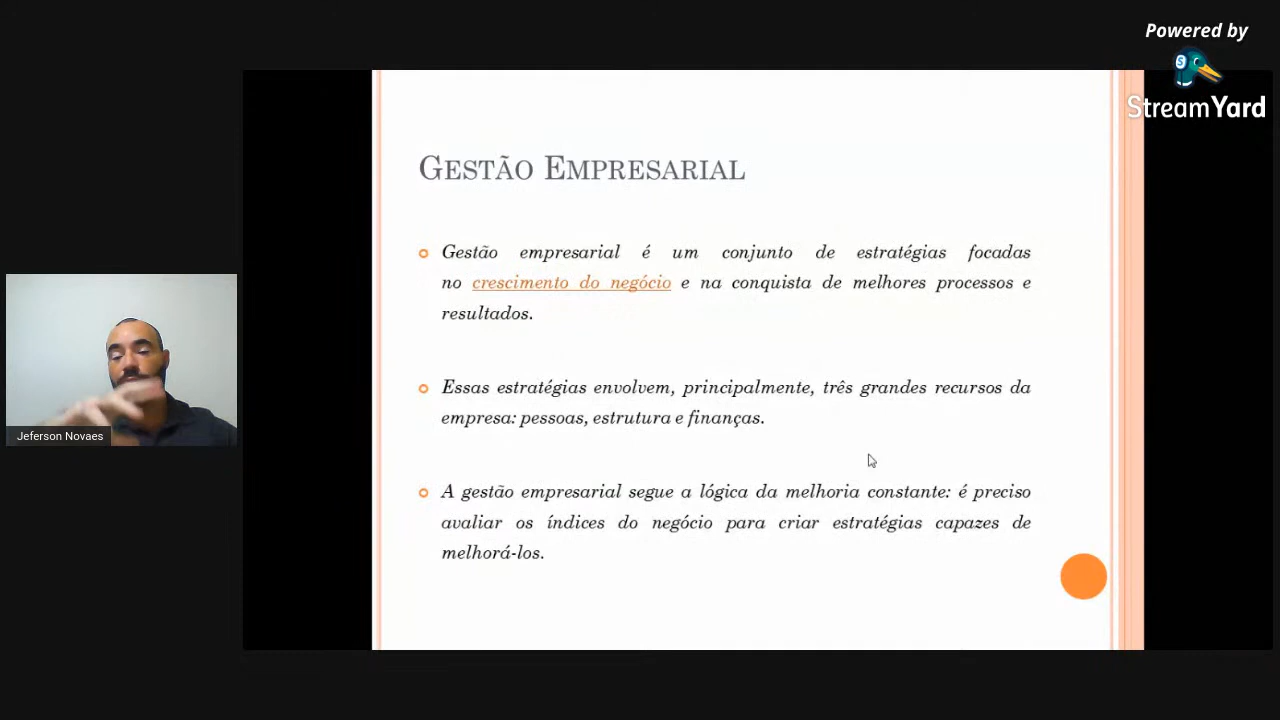 Powered by
StreamYard
GESTÃO EMPRESARIAL
Gestão empresarial é um conjunto de estratégias focadas
no crescimento do negócio e na conquista de melhores processos e
resultados.
Essas estratégias envolvem, principalmente, três grandes recursos da
empresa: pessoas, estrutura e finanças.
A gestão empresarial segue a lógica da melhoria constante: é preciso
avaliar os índices do negócio para criar estratégias capazes de
melhorá-los.
Jeferson Novaes